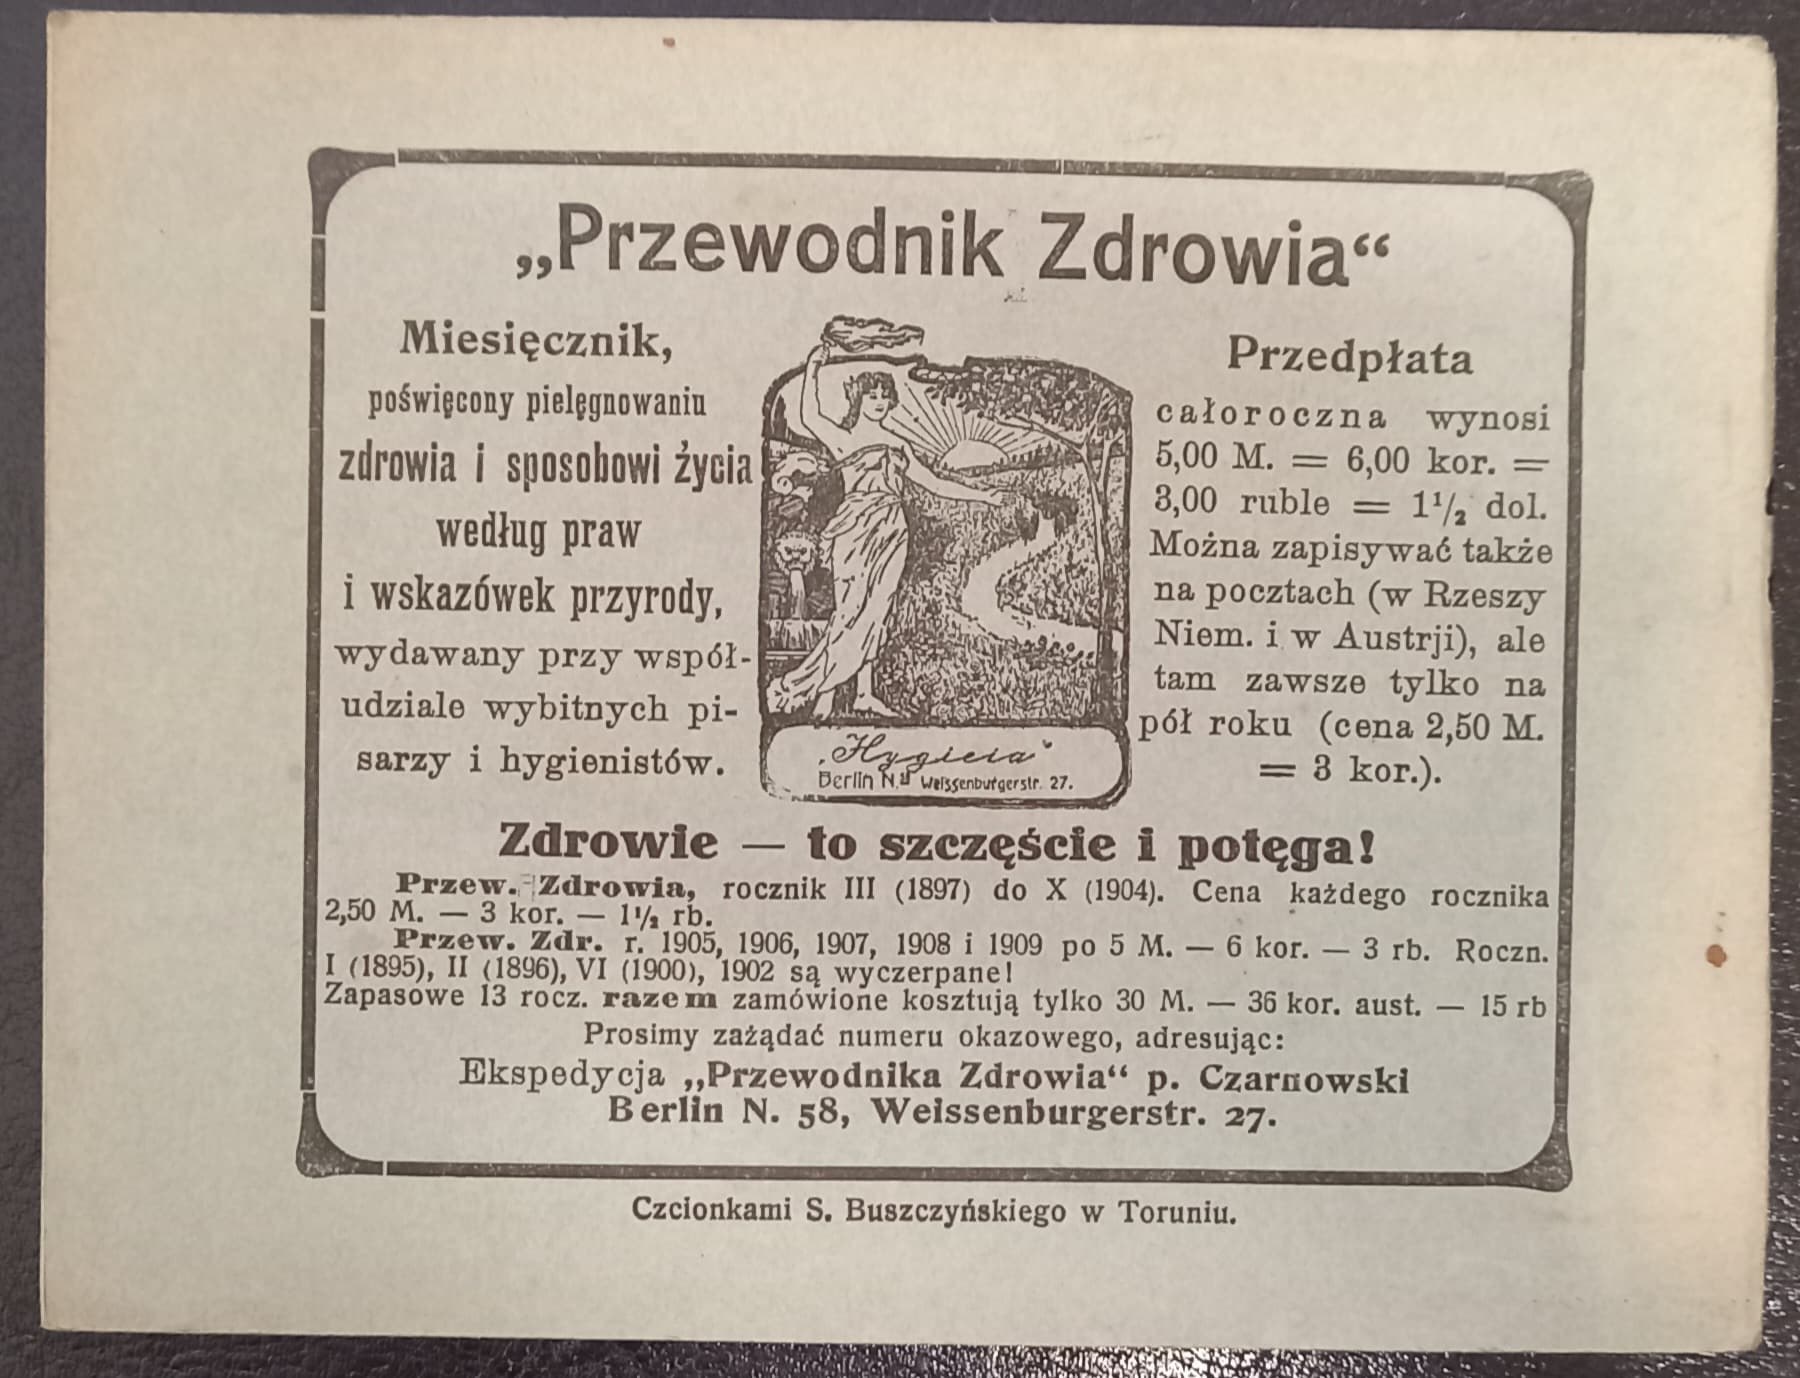 „Przewodnik Zdrowia“
Miesięcznik,
poświęcony pielęgnowaniu
zdrowia i sposobowi życia
według praw
i wskazówek przyrody,
wydawany przy współ-
udziale wybitnych pi-
sarzy i hygienistów.
„Hygieia“
Berlin N. Weissenburgerstr. 27.
Przedpłata
całoroczna wynosi
5,00 M. = 6,00 kor. =
3,00 ruble = 1½ dol.
Można zapisywać także
na pocztach (w Rzeszy
Niem. i w Austrji), ale
tam zawsze tylko na
pół roku (cena 2,50 M.
= 3 kor.).
Zdrowie — to szczęście i potęga!
Przew. Zdrowia, rocznik III (1897) do X (1904). Cena każdego rocznika
2,50 M. — 3 kor. — 1½ rb.
Przew. Zdr. r. 1905, 1906, 1907, 1908 i 1909 po 5 M. — 6 kor. — 3 rb. Roczn.
I (1895), II (1896), VI (1900), 1902 są wyczerpane!
Zapasowe 13 rocz. razem zamówione kosztują tylko 30 M. — 36 kor. aust. — 15 rb
Prosimy zażądać numeru okazowego, adresując:
Ekspedycja „Przewodnika Zdrowia“ p. Czarnowski
Berlin N. 58, Weissenburgerstr. 27.
Czcionkami S. Buszczyńskiego w Toruniu.